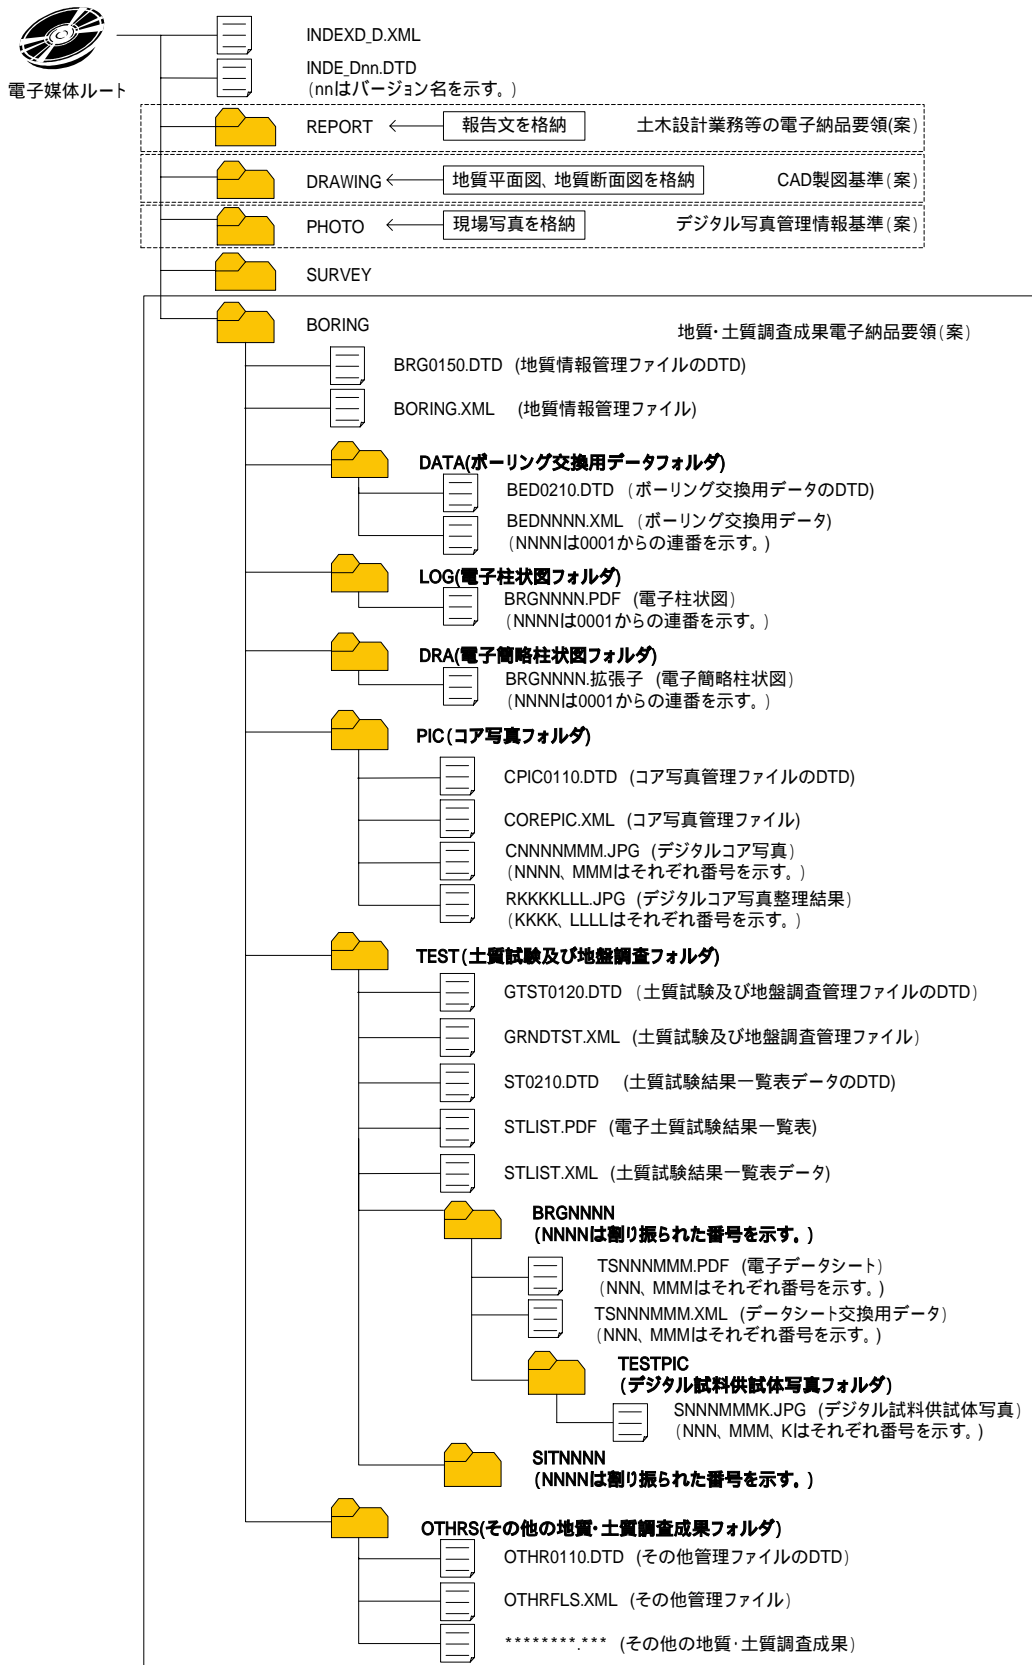 INDEXD_D.XML
電子媒体ルート
INDE_Dnn.DTD
(nnはバージョン名を示す。)
REPORT 報告文を格納 土木設計業務等の電子納品要領(案)
DRAWING 地質平面図、地質断面図を格納 CAD製図基準(案)
PHOTO 現場写真を格納 デジタル写真管理情報基準(案)
SURVEY
BORING 地質・土質調査成果電子納品要領(案)
BRG0150.DTD (地質情報管理ファイルのDTD)
BORING.XML (地質情報管理ファイル)
DATA(ボーリング交換用データフォルダ)
BED0210.DTD (ボーリング交換用データのDTD)
BEDNNNN.XML (ボーリング交換用データ)
(NNNNは0001からの連番を示す。)
LOG(電子柱状図フォルダ)
BRGNNNN.PDF (電子柱状図)
(NNNNは0001からの連番を示す。)
DRA(電子簡略柱状図フォルダ)
BRGNNNN.拡張子 (電子簡略柱状図)
(NNNNは0001からの連番を示す。)
PIC(コア写真フォルダ)
CPIC0110.DTD (コア写真管理ファイルのDTD)
COREPIC.XML (コア写真管理ファイル)
CNNNNMMM.JPG (デジタルコア写真)
(NNNN、MMMはそれぞれ番号を示す。)
RKKKKLLL.JPG (デジタルコア写真整理結果)
(KKKK、LLLLはそれぞれ番号を示す。)
TEST(土質試験及び地盤調査フォルダ)
GTST0120.DTD (土質試験及び地盤調査管理ファイルのDTD)
GRNDTST.XML (土質試験及び地盤調査管理ファイル)
ST0210.DTD (土質試験結果一覧表データのDTD)
STLIST.PDF (電子土質試験結果一覧表)
STLIST.XML (土質試験結果一覧表データ)
BRGNNNN
(NNNNは割り振られた番号を示す。)
TSNNNMMM.PDF (電子データシート)
(NNN、MMMはそれぞれ番号を示す。)
TSNNNMMM.XML (データシート交換用データ)
(NNN、MMMはそれぞれ番号を示す。)
TESTPIC
(デジタル試料供試体写真フォルダ)
SNNNMMMK.JPG (デジタル試料供試体写真)
(NNN、MMM、Kはそれぞれ番号を示す。)
SITNNNN
(NNNNは割り振られた番号を示す。)
OTHRS(その他の地質・土質調査成果フォルダ)
OTHR0110.DTD (その他管理ファイルのDTD)
OTHRFLS.XML (その他管理ファイル)
********.*** (その他の地質・土質調査成果)